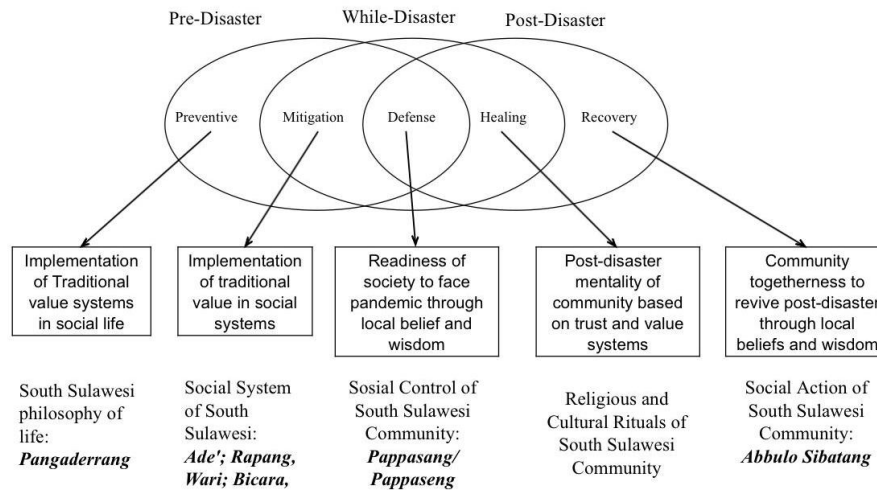 Pre-Disaster
While-Disaster
Post-Disaster
Preventive
Mitigation
Defense
Healing
Recovery
Implementation
of Traditional
value systems
in social life
Implementation
of traditional
value in social
systems
Readiness of
society to face
pandemic through
local belief and
wisdom
Post-disaster
mentality of
community based
on trust and value
systems
Community
togetherness to
revive post-disaster
through local
beliefs and wisdom
South Sulawesi
philosophy of
life:
Pangaderrang
Social System
of South
Sulawesi:
Ade'; Rapang,
Wari; Bicara,
Sosial Control of
South Sulawesi
Community:
Pappasang/
Pappaseng
Religious and
Cultural Rituals of
South Sulawesi
Community
Social Action of
South Sulawesi
Community:
Abbulo Sibatang